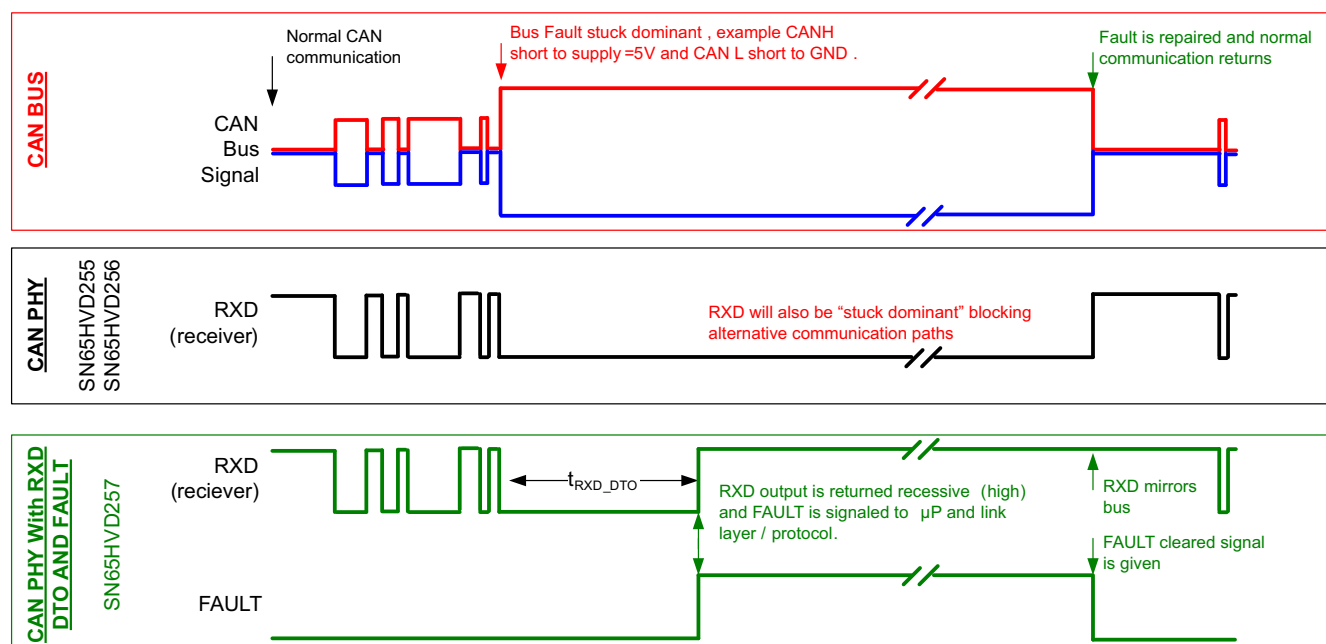 CAN BUS
Normal CAN
communication
Bus Fault stuck dominant , example CANH
short to supply =5V and CAN L short to GND .
Fault is repaired and normal
communication returns
CAN
Bus
Signal
CAN PHY
SN65HVD255
SN65HVD256
RXD
(receiver)
RXD will also be “stuck dominant” blocking
alternative communication paths
CAN PHY With RXD
DTO AND FAULT
SN65HVD257
RXD
(reciever)
tRXD_DTO
RXD output is returned recessive (high)
and FAULT is signaled to µP and link
layer / protocol.
RXD mirrors
bus
FAULT cleared signal
is given
FAULT